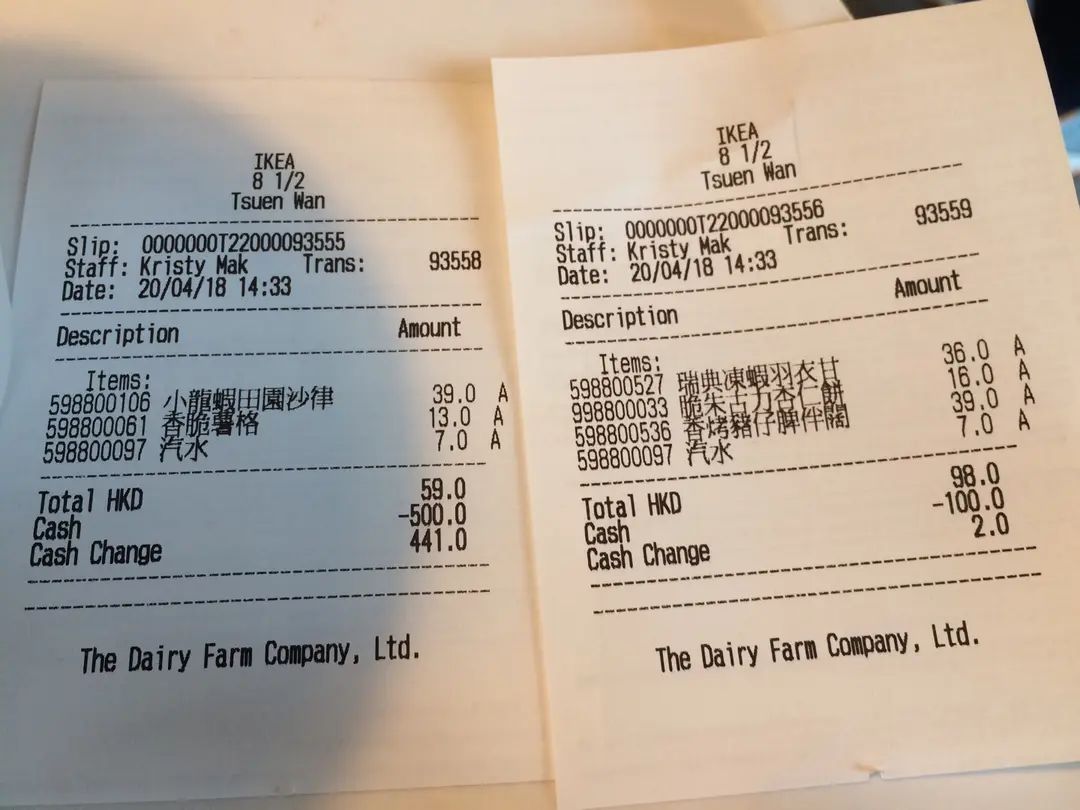 IKEA
8 1/2
Tsuen Wan
Slip: 0000000T22000093555
Staff: Kristy Mak Trans: 93558
Date: 20/04/18 14:33
Description Amount
Items:
598800106 小龍蝦田園沙律 39.0 A
598800061 香脆薯格 13.0 A
598800097 汽水 7.0 A
Total HKD 59.0
Cash -500.0
Cash Change 441.0
The Dairy Farm Company, Ltd.
IKEA
8 1/2
Tsuen Wan
Slip: 0000000T22000093556
Staff: Kristy Mak Trans: 93559
Date: 20/04/18 14:33
Description Amount
Items:
598800527 瑞典凍蝦羽衣甘 36.0 A
998800033 脆朱古力杏仁餅 16.0 A
598800536 香烤豬仔脾伴闊 39.0 A
598800097 汽水 7.0 A
Total HKD 98.0
Cash -100.0
Cash Change 2.0
The Dairy Farm Company, Ltd.